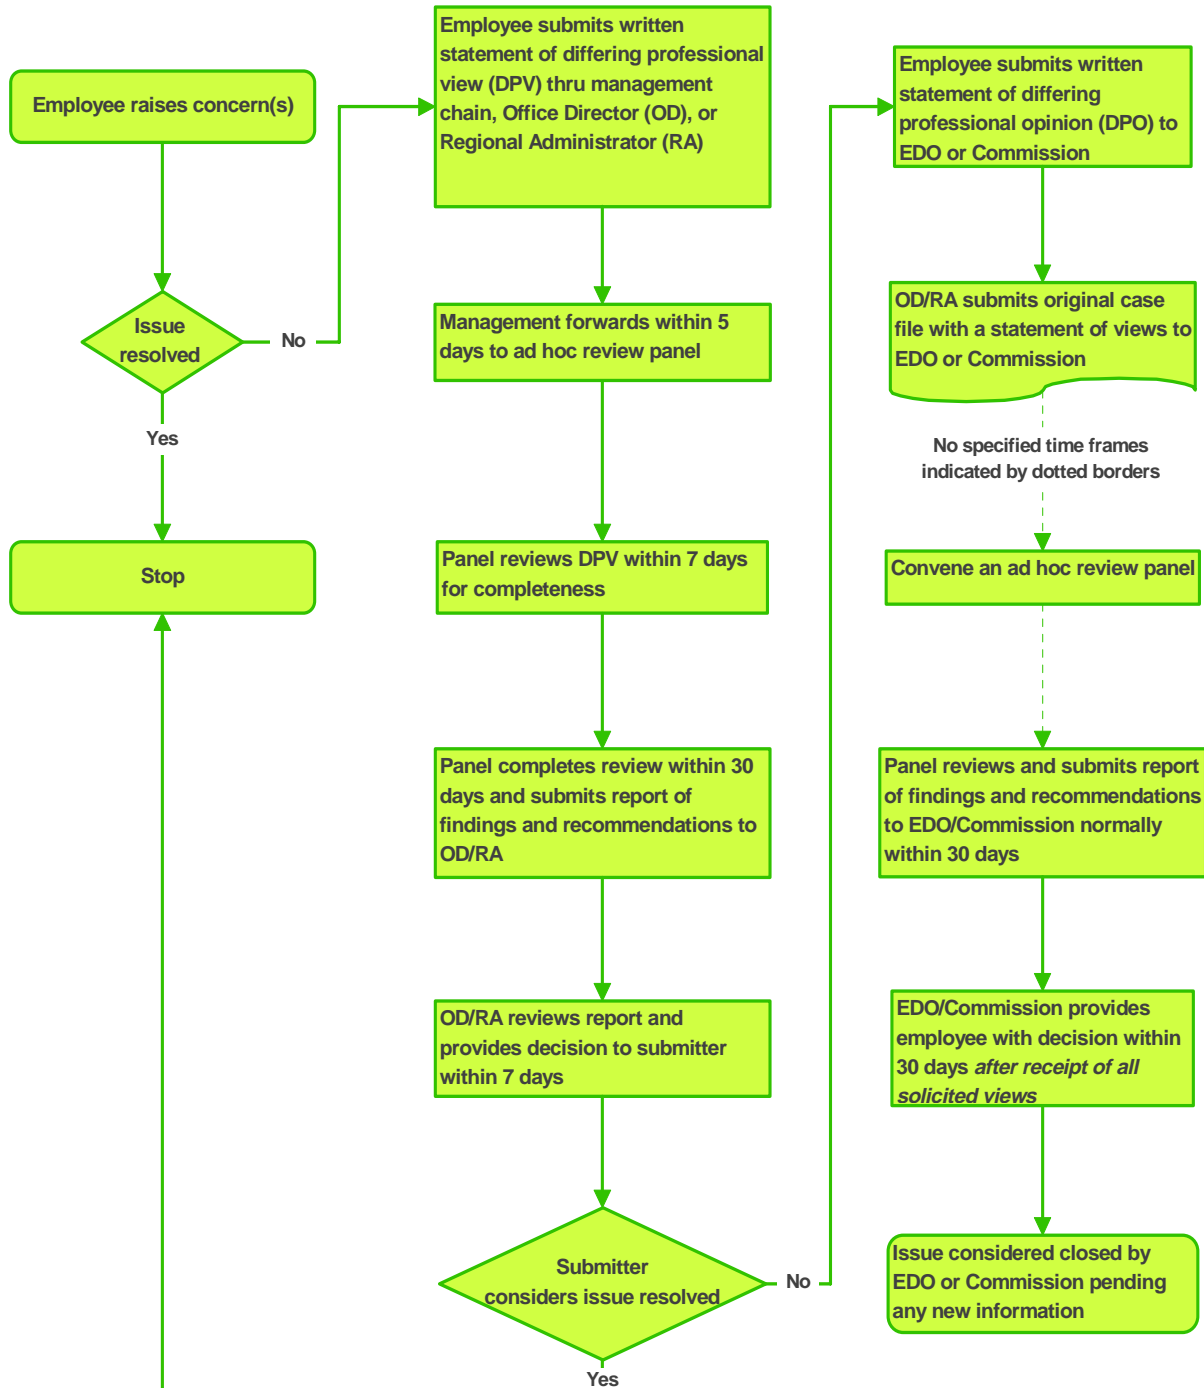 Employee raises concern(s)
Issue
resolved
No
Yes
Stop
Employee submits written
statement of differing professional
view (DPV) thru management
chain, Office Director (OD), or
Regional Administrator (RA)
Management forwards within 5
days to ad hoc review panel
Panel reviews DPV within 7 days
for completeness
Panel completes review within 30
days and submits report of
findings and recommendations to
OD/RA
OD/RA reviews report and
provides decision to submitter
within 7 days
Submitter
considers issue resolved
No
Yes
Employee submits written
statement of differing
professional opinion (DPO) to
EDO or Commission
OD/RA submits original case
file with a statement of views to
EDO or Commission
No specified time frames
indicated by dotted borders
Convene an ad hoc review panel
Panel reviews and submits report
of findings and recommendations
to EDO/Commission normally
within 30 days
EDO/Commission provides
employee with decision within
30 days after receipt of all
solicited views
Issue considered closed by
EDO or Commission pending
any new information